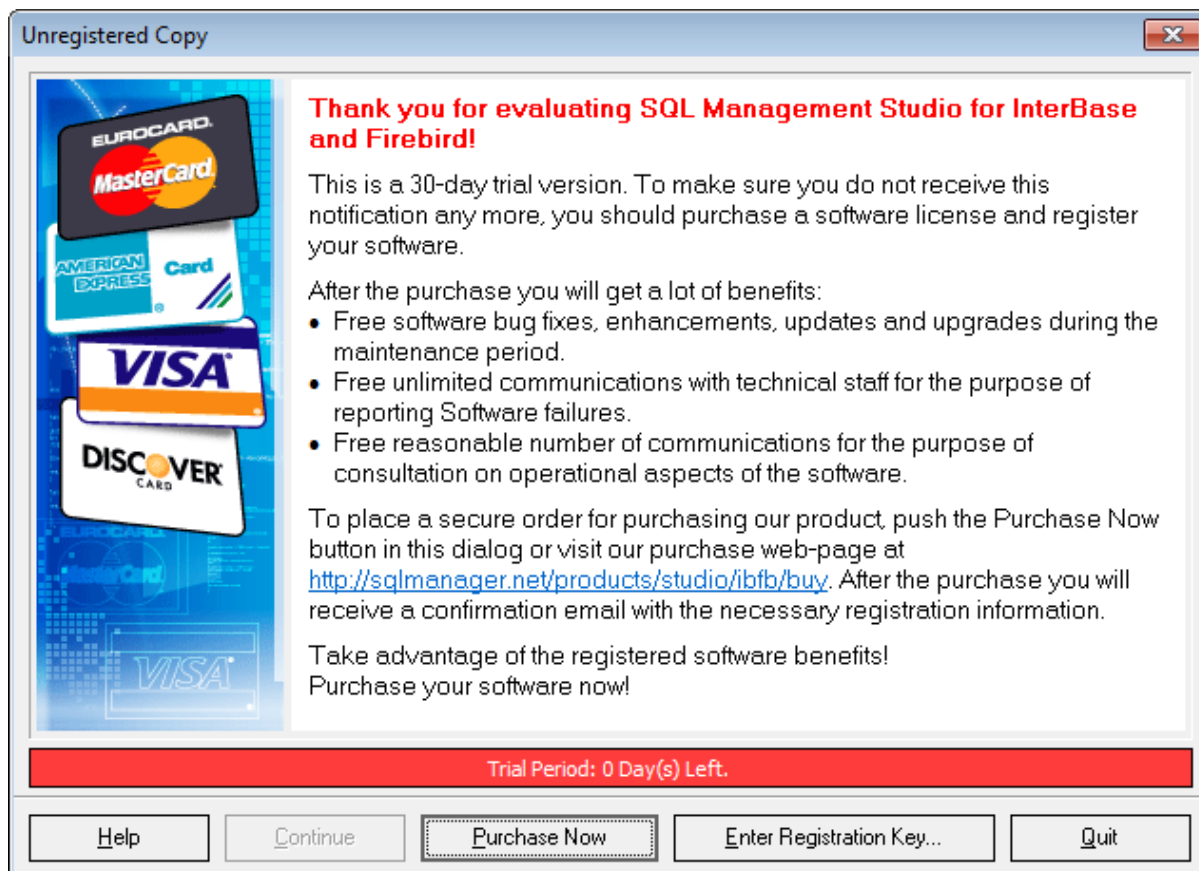 Unregistered Copy
EUROCARD.
MasterCard.
AMERICAN
EXPRESS
Card
VISA
DISCOVER
CARD
EUROCARD.
MasterCard
VISA
Thank you for evaluating SQL Management Studio for InterBase
and Firebird!
This is a 30-day trial version. To make sure you do not receive this
notification any more, you should purchase a software license and register
your software.
After the purchase you will get a lot of benefits:
• Free software bug fixes, enhancements, updates and upgrades during the
maintenance period.
• Free unlimited communications with technical staff for the purpose of
reporting Software failures.
• Free reasonable number of communications for the purpose of
consultation on operational aspects of the software.
To place a secure order for purchasing our product, push the Purchase Now
button in this dialog or visit our purchase web-page at
http://sqlmanager.net/products/studio/ibfb/buy. After the purchase you will
receive a confirmation email with the necessary registration information.
Take advantage of the registered software benefits!
Purchase your software now!
Trial Period: 0 Day(s) Left.
Help
Continue
Purchase Now
Enter Registration Key...
Quit